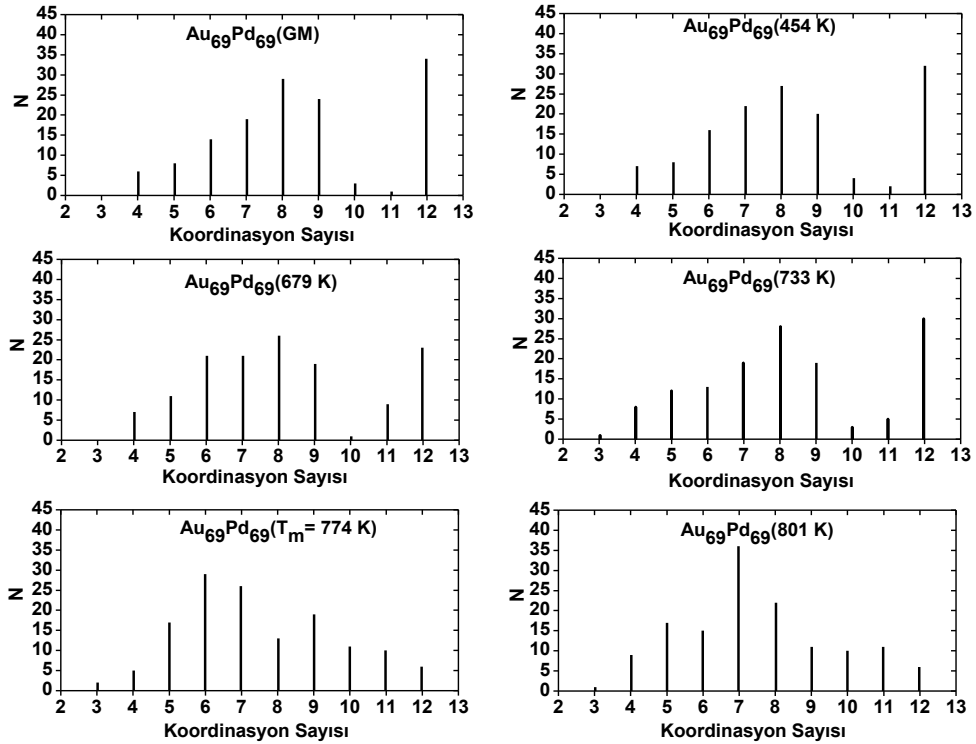 Au69Pd69(GM)
45
40
35
30
25
20
15
10
5
0
N
2 3 4 5 6 7 8 9 10 11 12 13
Koordinasyon Sayısı
Au69Pd69(454 K)
45
40
35
30
25
20
15
10
5
0
N
2 3 4 5 6 7 8 9 10 11 12 13
Koordinasyon Sayısı
Au69Pd69(679 K)
45
40
35
30
25
20
15
10
5
0
N
2 3 4 5 6 7 8 9 10 11 12 13
Koordinasyon Sayısı
Au69Pd69(733 K)
45
40
35
30
25
20
15
10
5
0
N
2 3 4 5 6 7 8 9 10 11 12 13
Koordinasyon Sayısı
Au69Pd69(Tm= 774 K)
45
40
35
30
25
20
15
10
5
0
N
2 3 4 5 6 7 8 9 10 11 12 13
Koordinasyon Sayısı
Au69Pd69(801 K)
45
40
35
30
25
20
15
10
5
0
N
2 3 4 5 6 7 8 9 10 11 12 13
Koordinasyon Sayısı